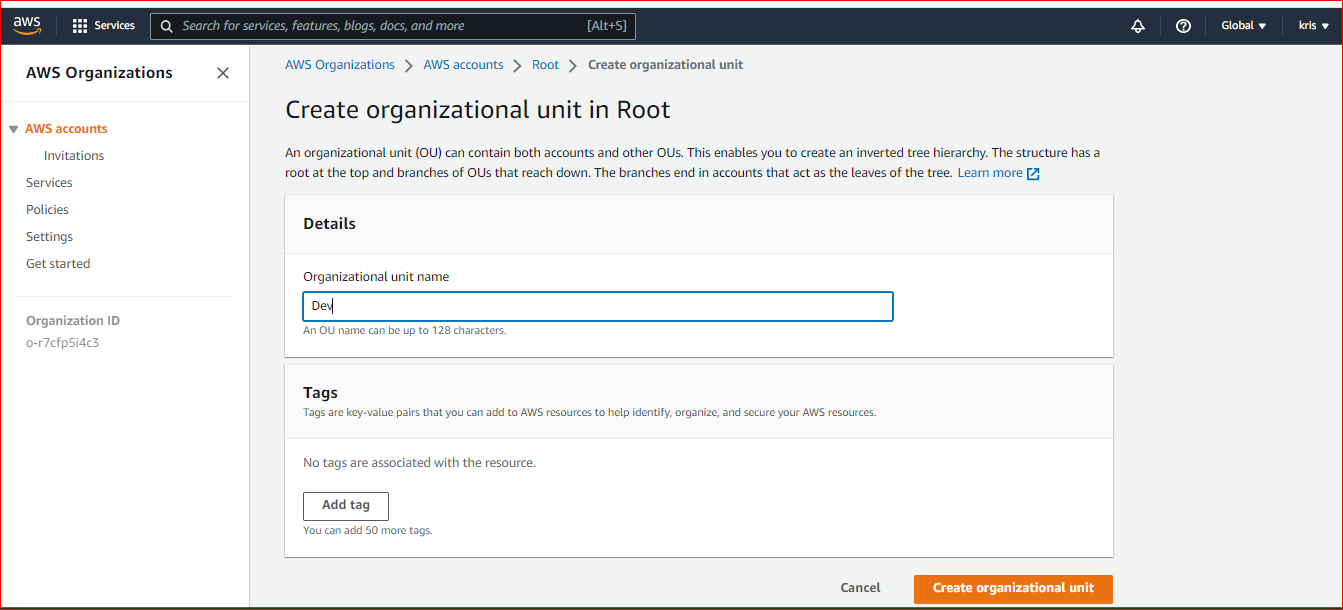 aws
Services
Search for services, features, blogs, docs, and more
[Alt+S]
Global
kris
AWS Organizations
AWS accounts
Invitations
Services
Policies
Settings
Get started
Organization ID
o-r7cfp5i4c3
AWS Organizations > AWS accounts > Root > Create organizational unit
Create organizational unit in Root
An organizational unit (OU) can contain both accounts and other OUs. This enables you to create an inverted tree hierarchy. The structure has a
root at the top and branches of OUs that reach down. The branches end in accounts that act as the leaves of the tree. Learn more
Details
Organizational unit name
Dev
An OU name can be up to 128 characters.
Tags
Tags are key-value pairs that you can add to AWS resources to help identify, organize, and secure your AWS resources.
No tags are associated with the resource.
Add tag
You can add 50 more tags.
Cancel
Create organizational unit